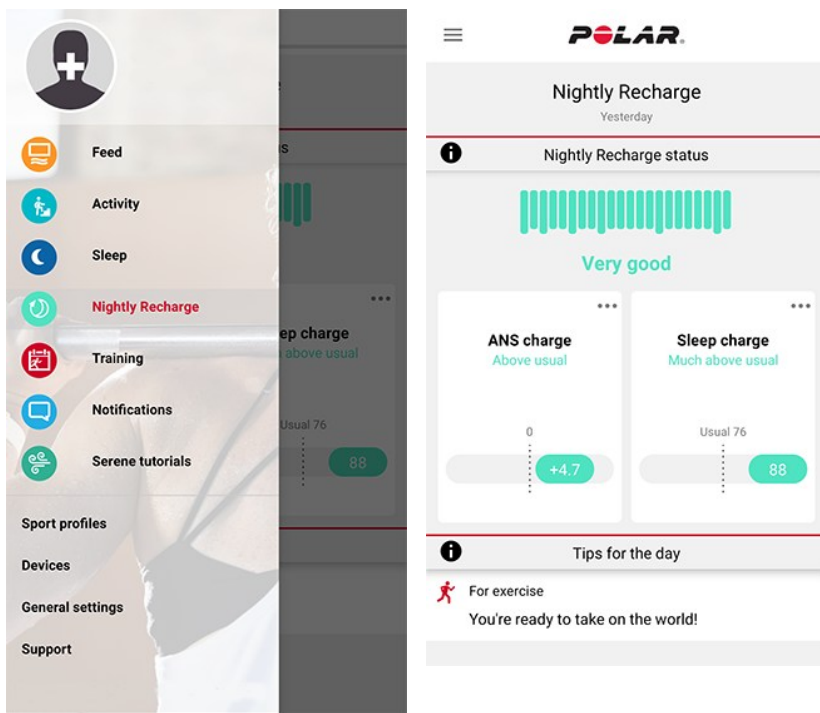 Feed
Activity
Sleep
Nightly Recharge
Training
Notifications
Serene tutorials
Sport profiles
Devices
General settings
Support
s
ep charge
above usual
Usual 76
88
POLAR.
Nightly Recharge
Yesterday
Nightly Recharge status
Very good
ANS charge
Above usual
0
+4.7
Sleep charge
Much above usual
Usual 76
88
Tips for the day
For exercise
You're ready to take on the world!